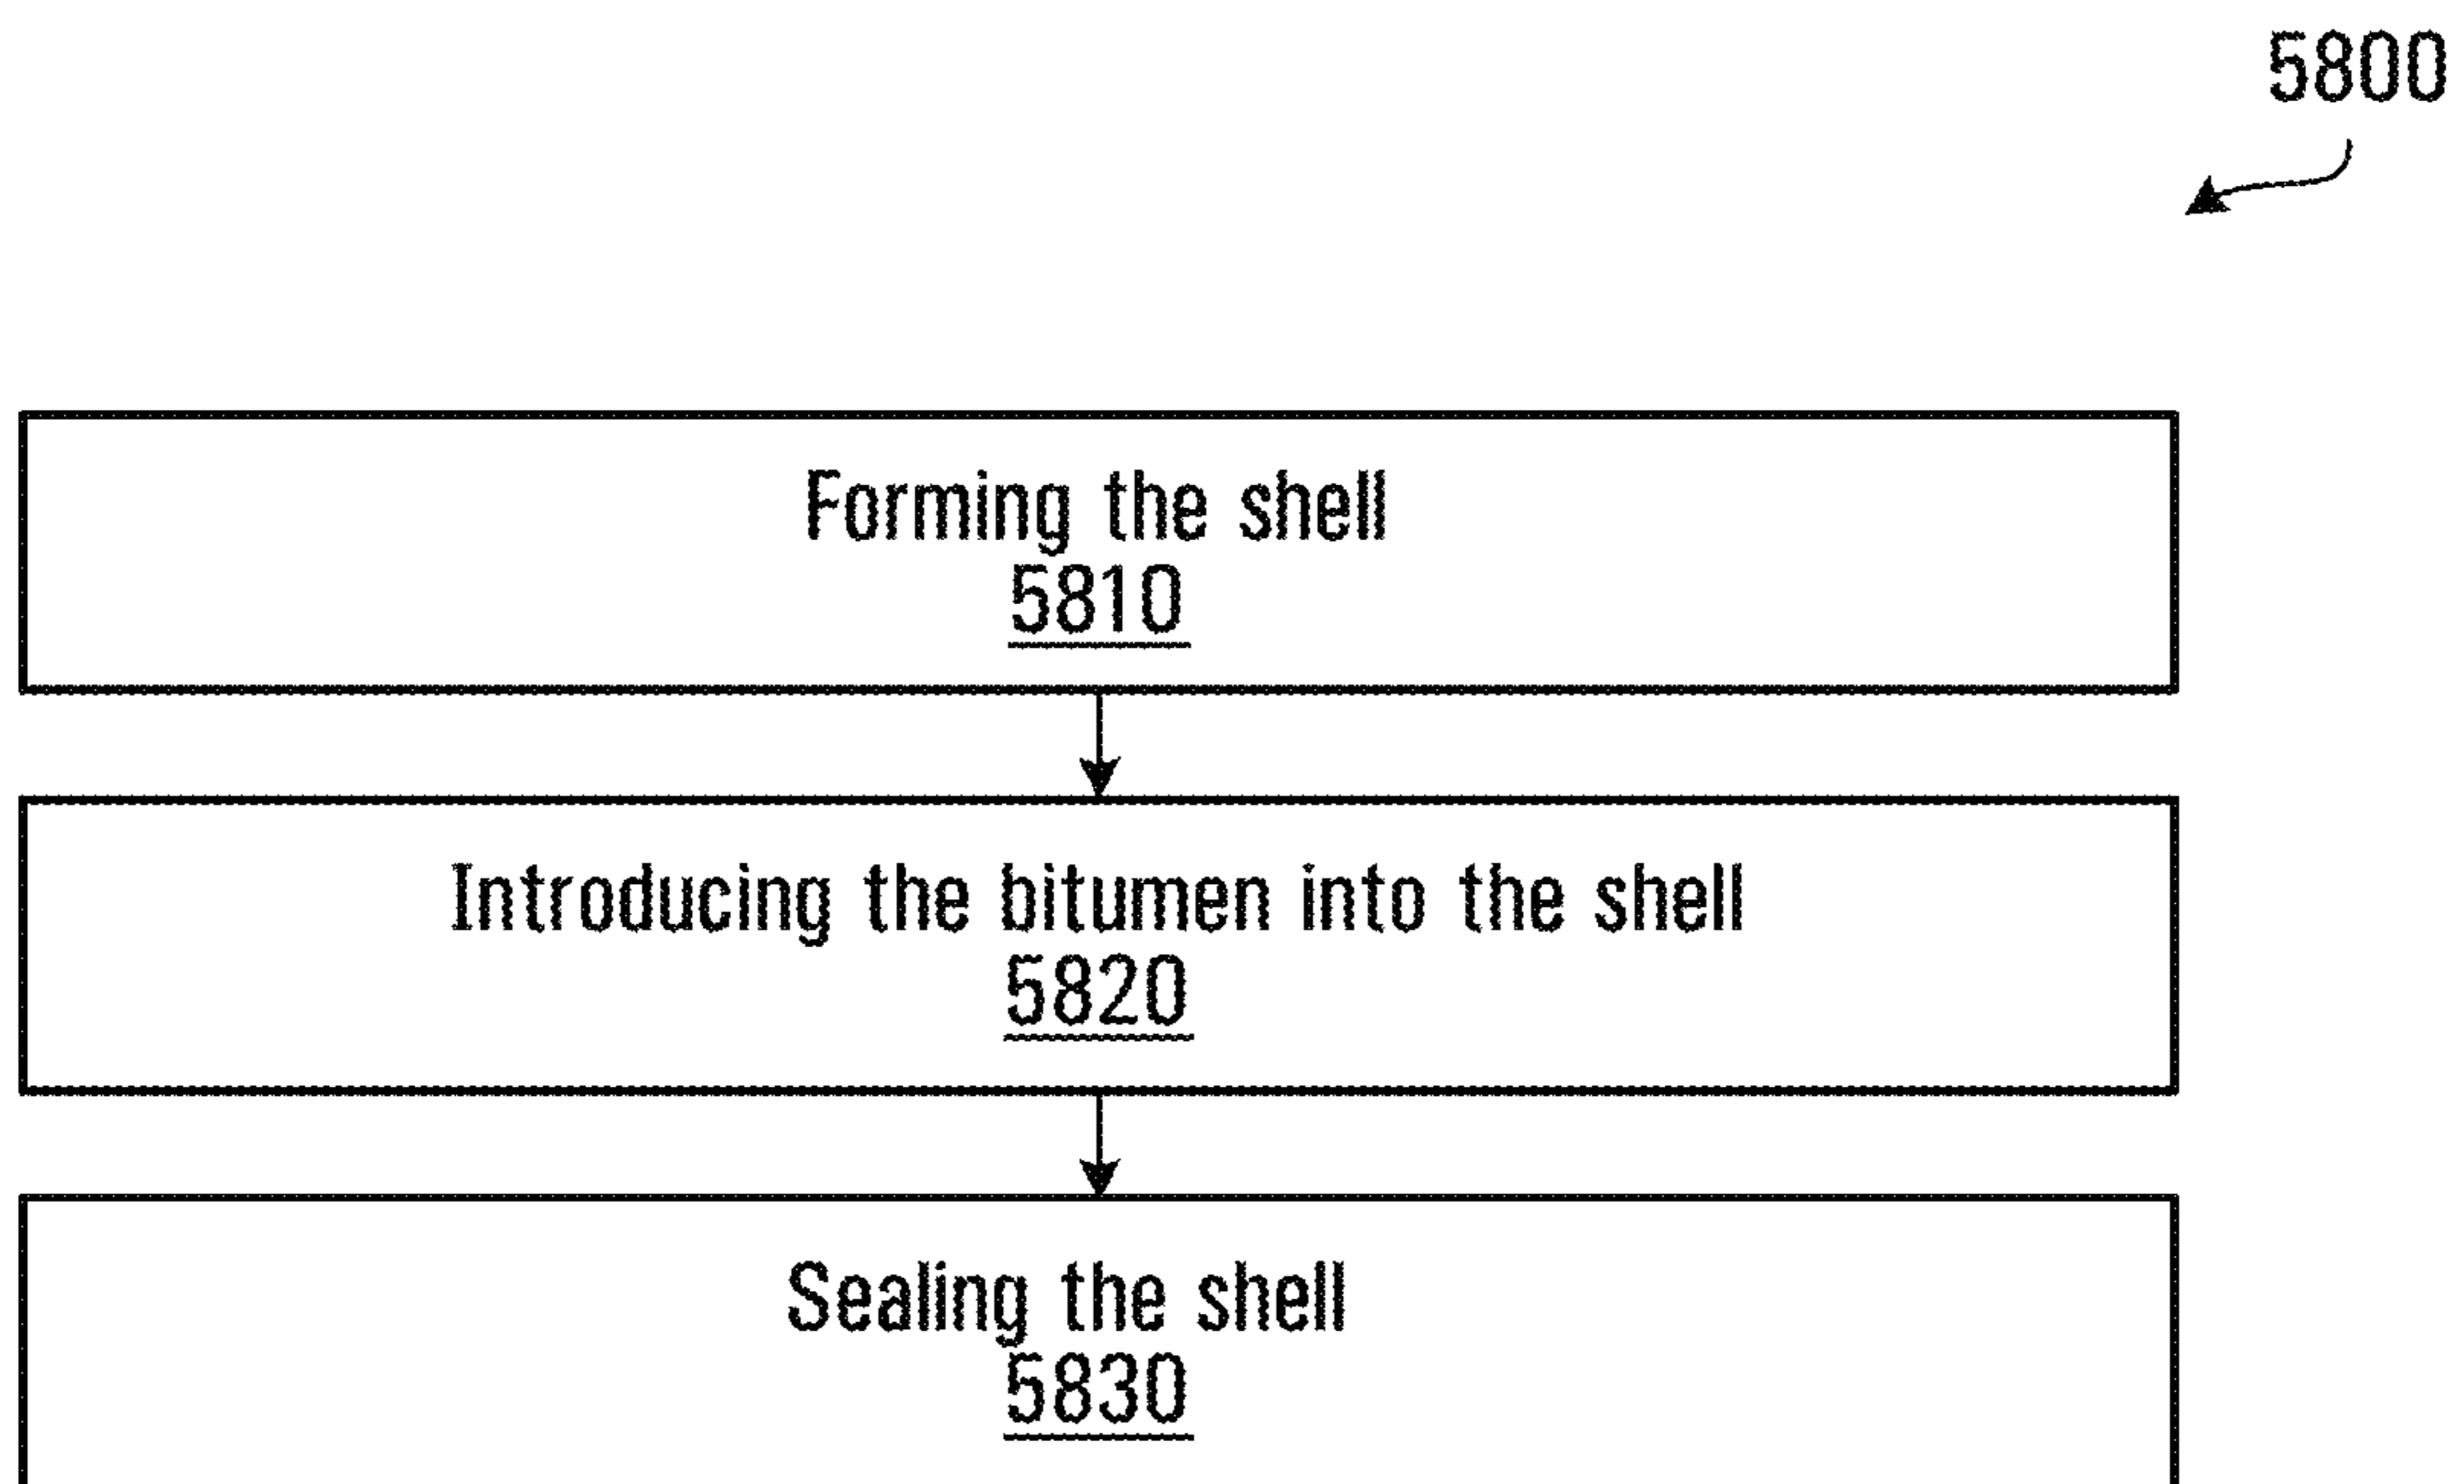 5800
Forming the shell
5810
Introducing the bitumen into the shell
5820
Sealing the shell
5830